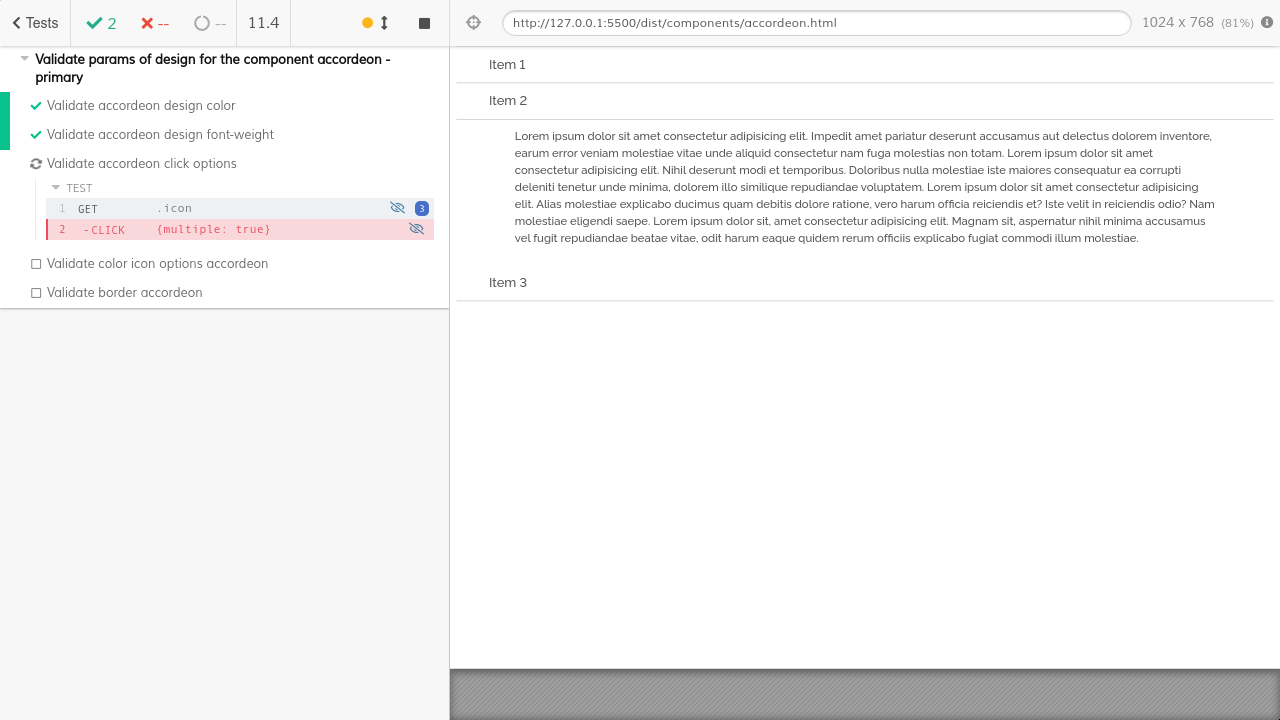 Tests
2
--
--
11.4
http://127.0.0.1:5500/dist/components/accordeon.html
1024 x 768 (81%)
Validate params of design for the component accordeon -
primary
Validate accordeon design color
Validate accordeon design font-weight
Validate accordeon click options
TEST
1 GET .icon 3
2 -CLICK {multiple: true}
Validate color icon options accordeon
Validate border accordeon
Item 1
Item 2
Lorem ipsum dolor sit amet consectetur adipisicing elit. Impedit amet pariatur deserunt accusamus aut delectus dolorem inventore,
earum error veniam molestiae vitae unde aliquid consectetur nam fuga molestias non totam. Lorem ipsum dolor sit amet
consectetur adipisicing elit. Nihil deserunt modi et temporibus. Doloribus nulla molestiae iste maiores consequatur ea corrupti
deleniti tenetur unde minima, dolorem illo similique repudiandae voluptatem. Lorem ipsum dolor sit amet consectetur adipisicing
elit. Alias molestiae explicabo ducimus quam debitis dolore ratione, vero harum officia reiciendis et? Iste velit in reiciendis odio? Nam
molestiae eligendi saepe. Lorem ipsum dolor sit, amet consectetur adipisicing elit. Magnam sit, aspernatur nihil minima accusamus
vel fugit repudiandae beatae vitae, odit harum eaque quidem rerum officiis explicabo fugiat commodi illum molestiae.
Item 3